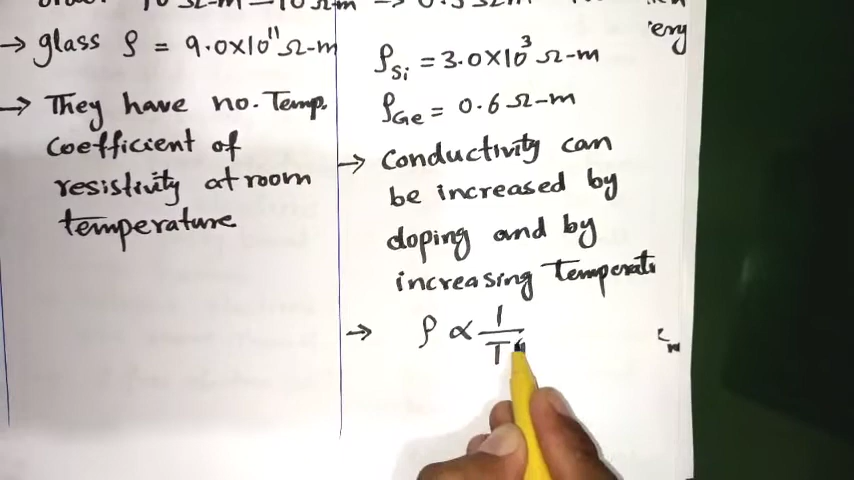 → glass ρ = 9.0×10¹¹ Ω-m
→ They have no. Temp.
coefficient of
resistivity at room
temperature
ρSi = 3.0×10³ Ω-m
ρGe = 0.6 Ω-m
→ Conductivity can
be increased by
doping and by
increasing Temperat
→ ρ ∝ 1/T